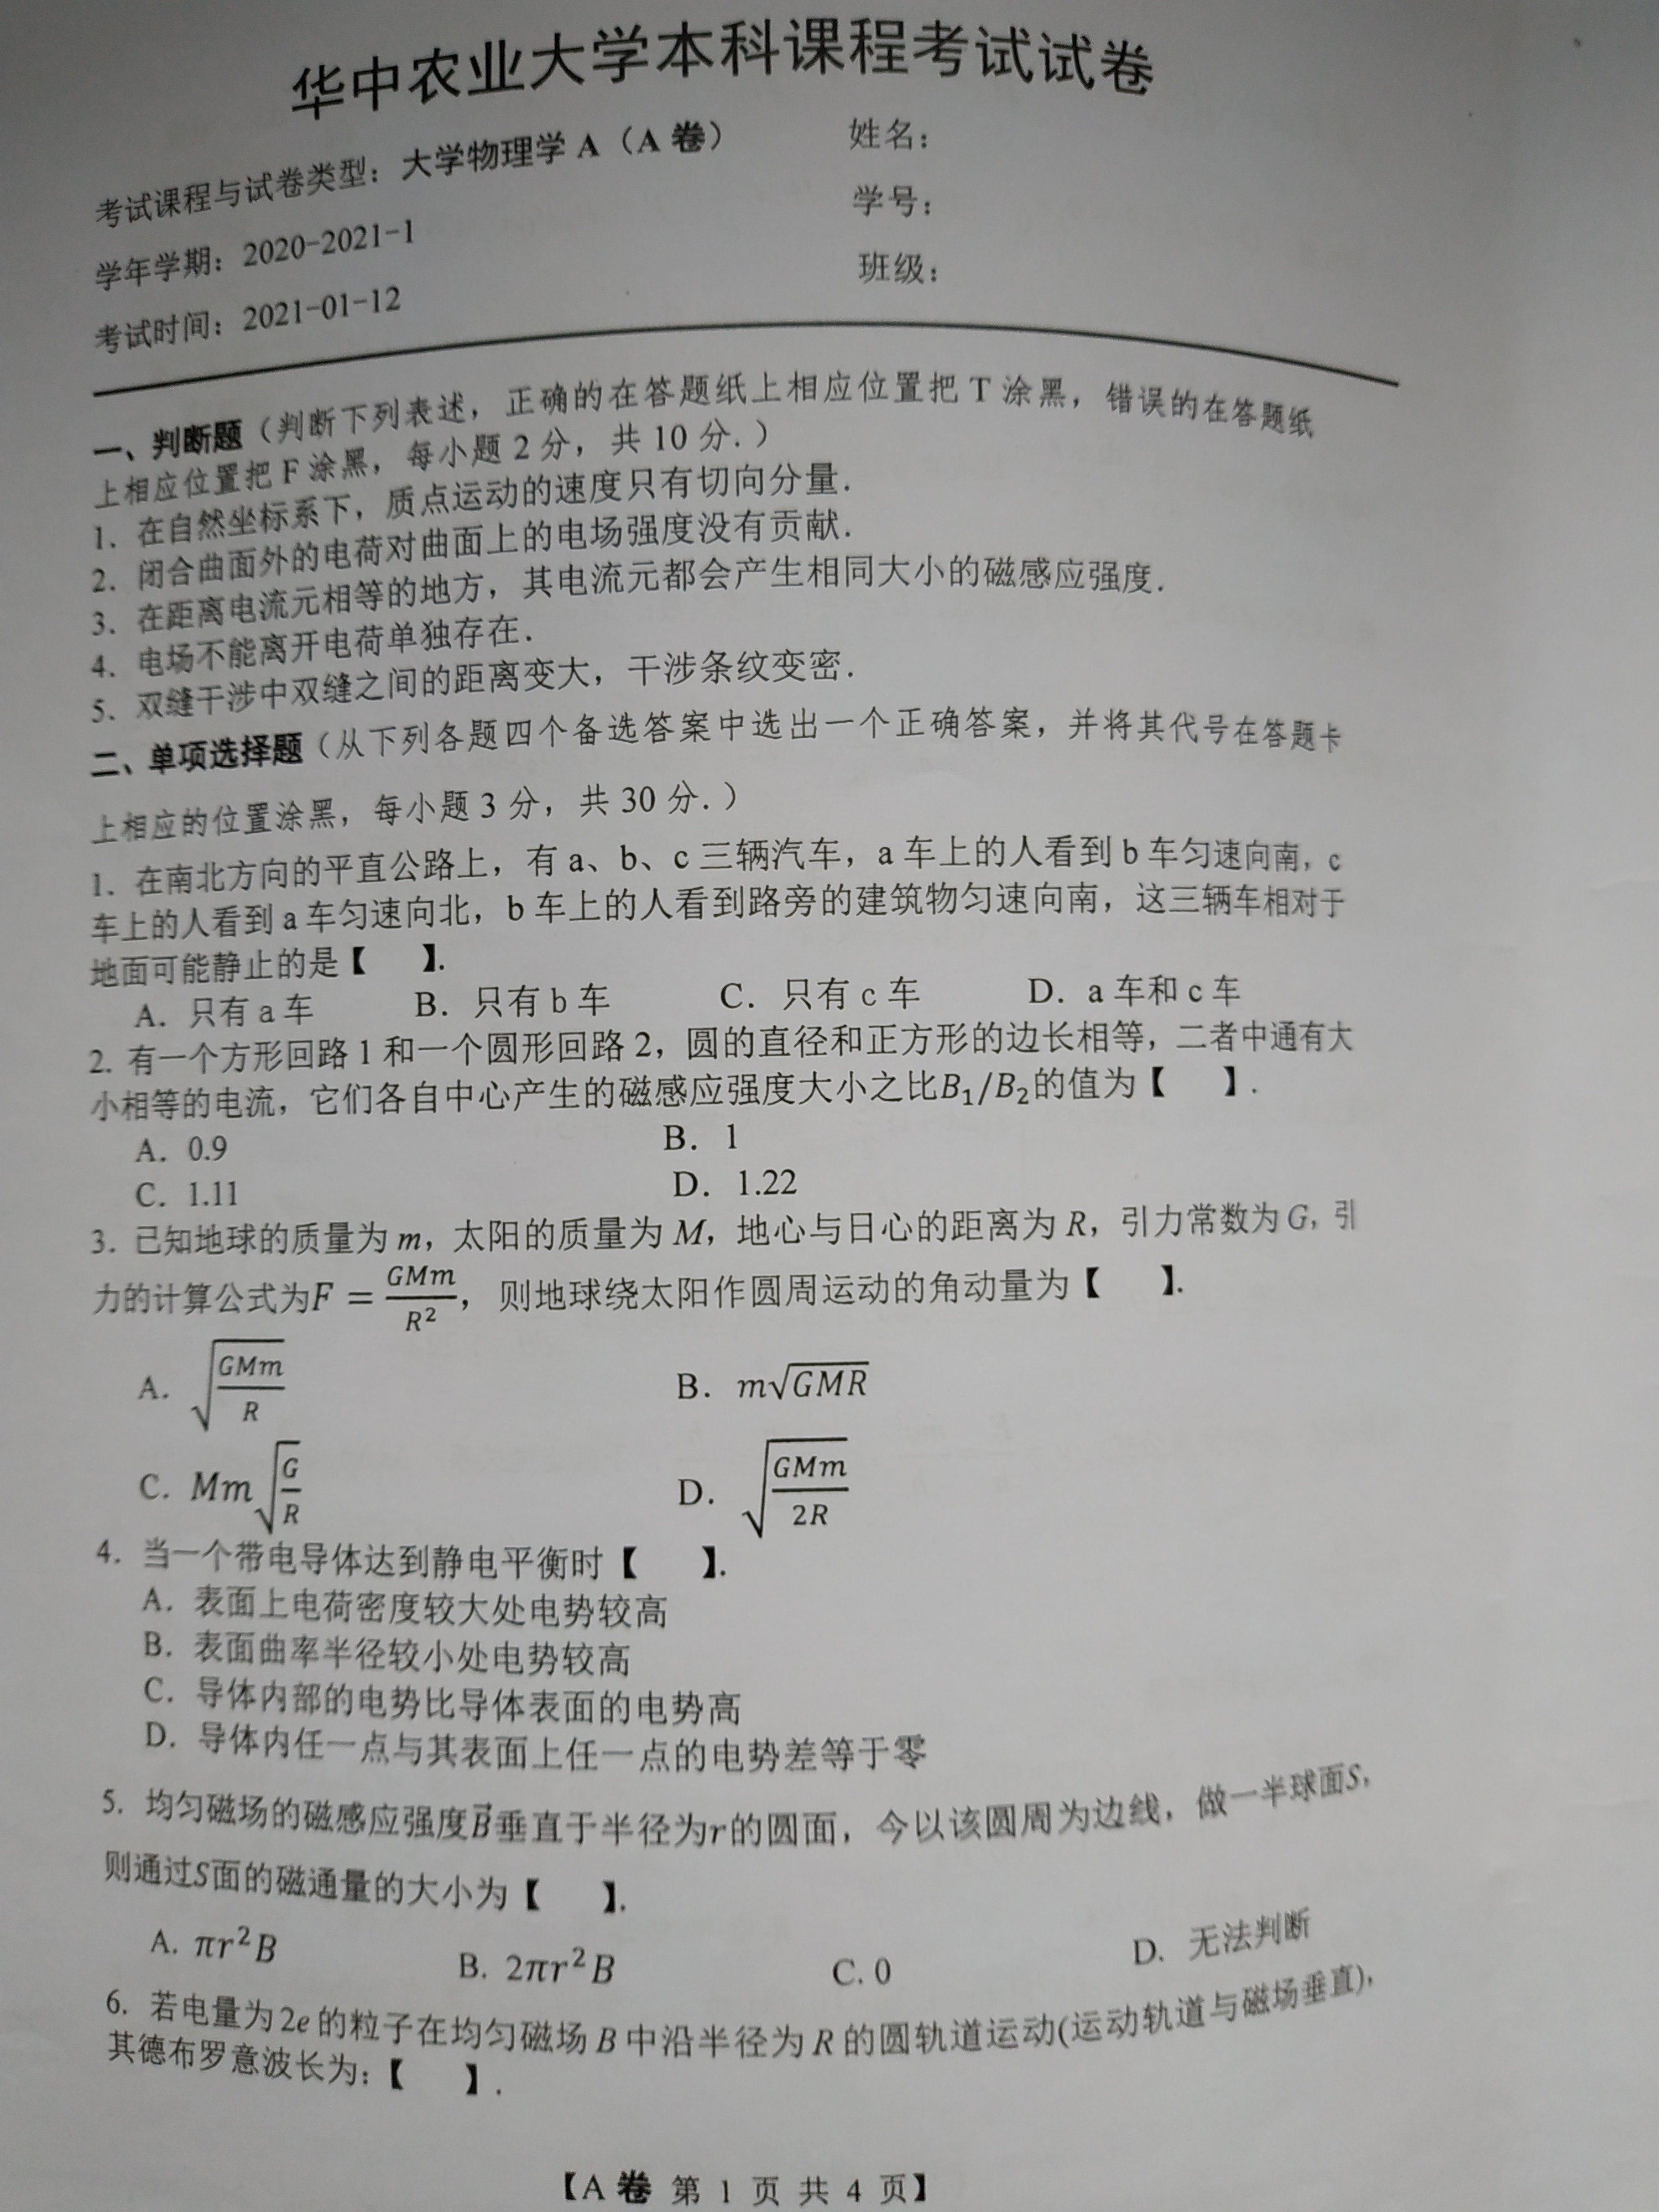 华中农业大学本科课程考试试卷
考试课程与试卷类型：大学物理学 A（A 卷）
姓名：
学年学期：2020-2021-1
学号：
考试时间：2021-01-12
班级：
一、判断题（判断下列表述，正确的在答题纸上相应位置把 T 涂黑，错误的在答题纸
上相应位置把 F 涂黑，每小题 2 分，共 10 分．）
1．在自然坐标系下，质点运动的速度只有切向分量．
2．闭合曲面外的电荷对曲面上的电场强度没有贡献．
3．在距离电流元相等的地方，其电流元都会产生相同大小的磁感应强度．
4．电场不能离开电荷单独存在．
5．双缝干涉中双缝之间的距离变大，干涉条纹变密．
二、单项选择题（从下列各题四个备选答案中选出一个正确答案，并将其代号在答题卡
上相应的位置涂黑，每小题 3 分，共 30 分．）
1．在南北方向的平直公路上，有 a、b、c 三辆汽车，a 车上的人看到 b 车匀速向南，c
车上的人看到 a 车匀速向北，b 车上的人看到路旁的建筑物匀速向南，这三辆车相对于
地面可能静止的是【　】.
A．只有 a 车　B．只有 b 车　C．只有 c 车　D．a 车和 c 车
2. 有一个方形回路 1 和一个圆形回路 2，圆的直径和正方形的边长相等，二者中通有大
小相等的电流，它们各自中心产生的磁感应强度大小之比B₁/B₂的值为【　】.
A．0.9　B．1
C．1.11　D．1.22
3. 已知地球的质量为 m，太阳的质量为 M，地心与日心的距离为 R，引力常数为 G，引
力的计算公式为F = GMm/R²，则地球绕太阳作圆周运动的角动量为【　】.
A．√(GMm/R)　B．m√GMR
C．Mm√(G/R)　D．√(GMm/2R)
4．当一个带电导体达到静电平衡时【　】.
A．表面上电荷密度较大处电势较高
B．表面曲率半径较小处电势较高
C．导体内部的电势比导体表面的电势高
D．导体内任一点与其表面上任一点的电势差等于零
5. 均匀磁场的磁感应强度B⃗垂直于半径为r的圆面，今以该圆周为边线，做一半球面S，
则通过S面的磁通量的大小为【　】.
A. πr²B　B. 2πr²B　C. 0　D. 无法判断
6. 若电量为 2e 的粒子在均匀磁场 B 中沿半径为 R 的圆轨道运动(运动轨道与磁场垂直)，
其德布罗意波长为：【　】.
【A 卷 第 1 页 共 4 页】